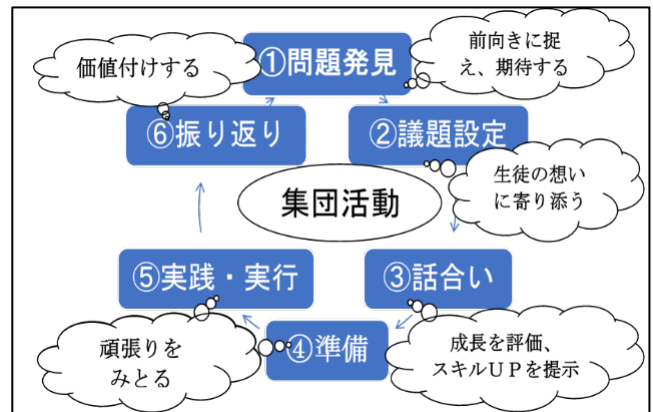 ①問題発見
前向きに捉
え、期待する
②議題設定
生徒の想い
に寄り添う
③話合い
成長を評価、
スキルＵＰを提示
④準備
頑張りを
みとる
⑤実践・実行
⑥振り返り
価値付けする
集団活動